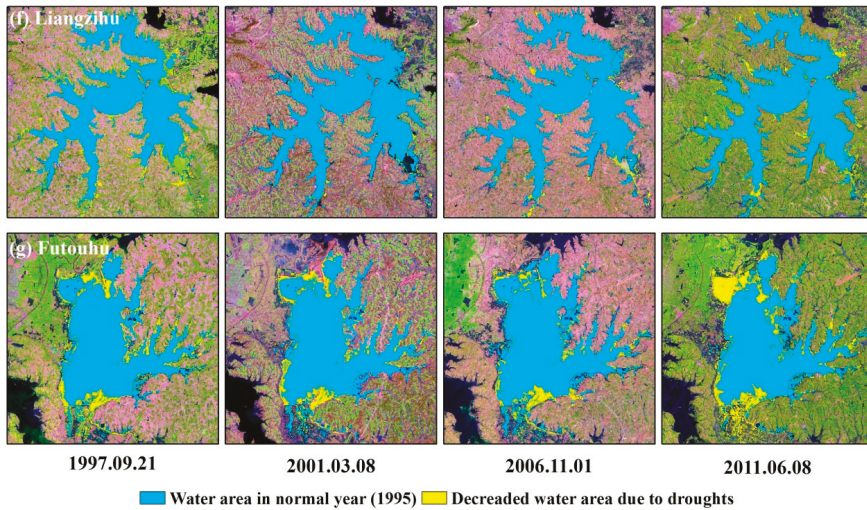 (f) Liangzihu
(g) Futouhu
1997.09.21 2001.03.08 2006.11.01 2011.06.08
Water area in normal year (1995) Decreaded water area due to droughts